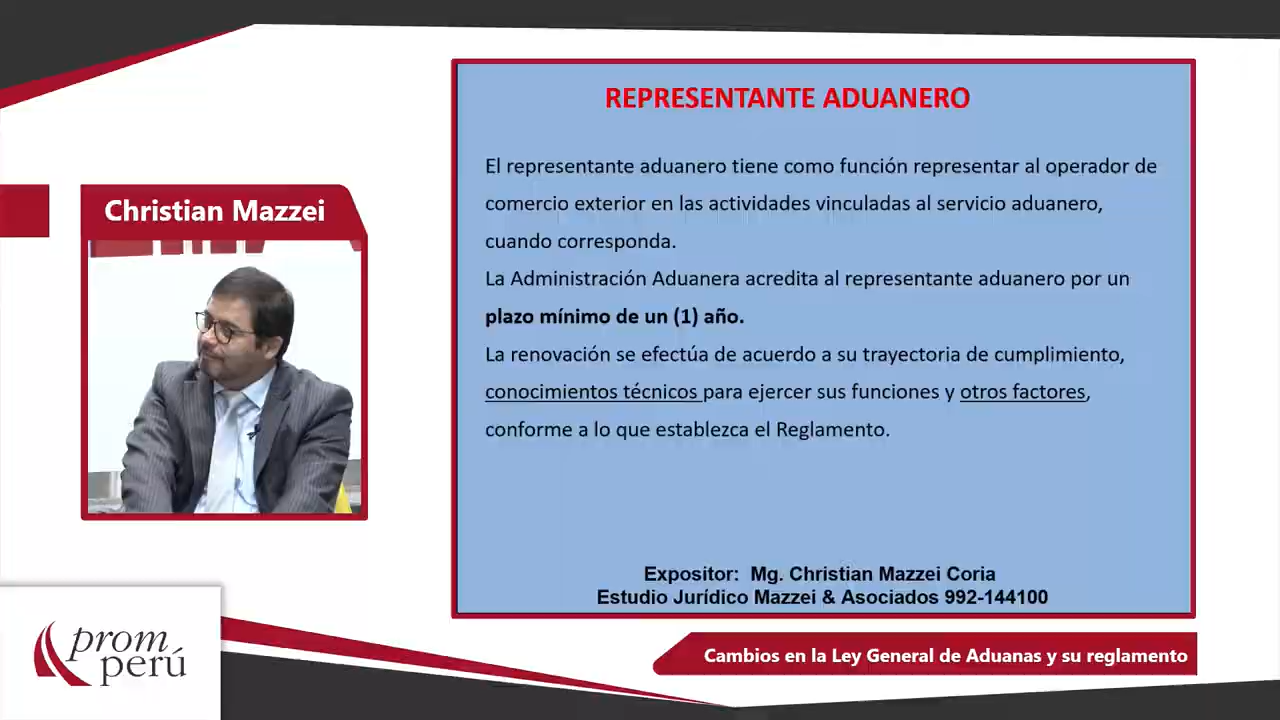 REPRESENTANTE ADUANERO
El representante aduanero tiene como función representar al operador de
comercio exterior en las actividades vinculadas al servicio aduanero,
cuando corresponda.
La Administración Aduanera acredita al representante aduanero por un
plazo mínimo de un (1) año.
La renovación se efectúa de acuerdo a su trayectoria de cumplimiento,
conocimientos técnicos para ejercer sus funciones y otros factores,
conforme a lo que establezca el Reglamento.
Expositor: Mg. Christian Mazzei Coria
Estudio Jurídico Mazzei & Asociados 992-144100
Christian Mazzei
prom
perú
Cambios en la Ley General de Aduanas y su reglamento